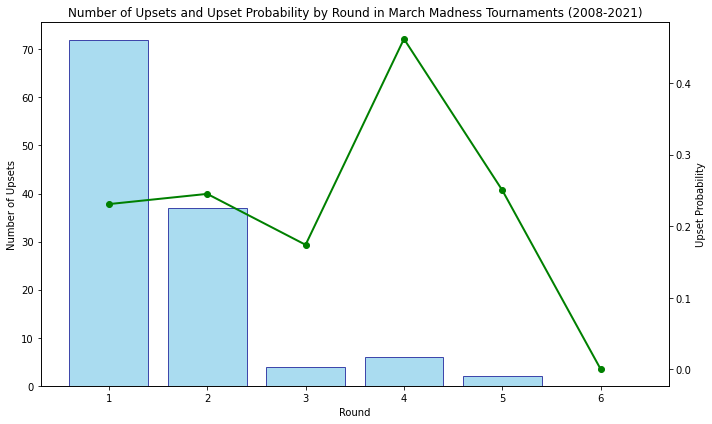 Number of Upsets and Upset Probability by Round in March Madness Tournaments (2008-2021)
Number of Upsets
70
60
50
40
30
20
10
0
1 2 3 4 5 6
Round
0.4
0.3
0.2
0.1
0.0
Upset Probability